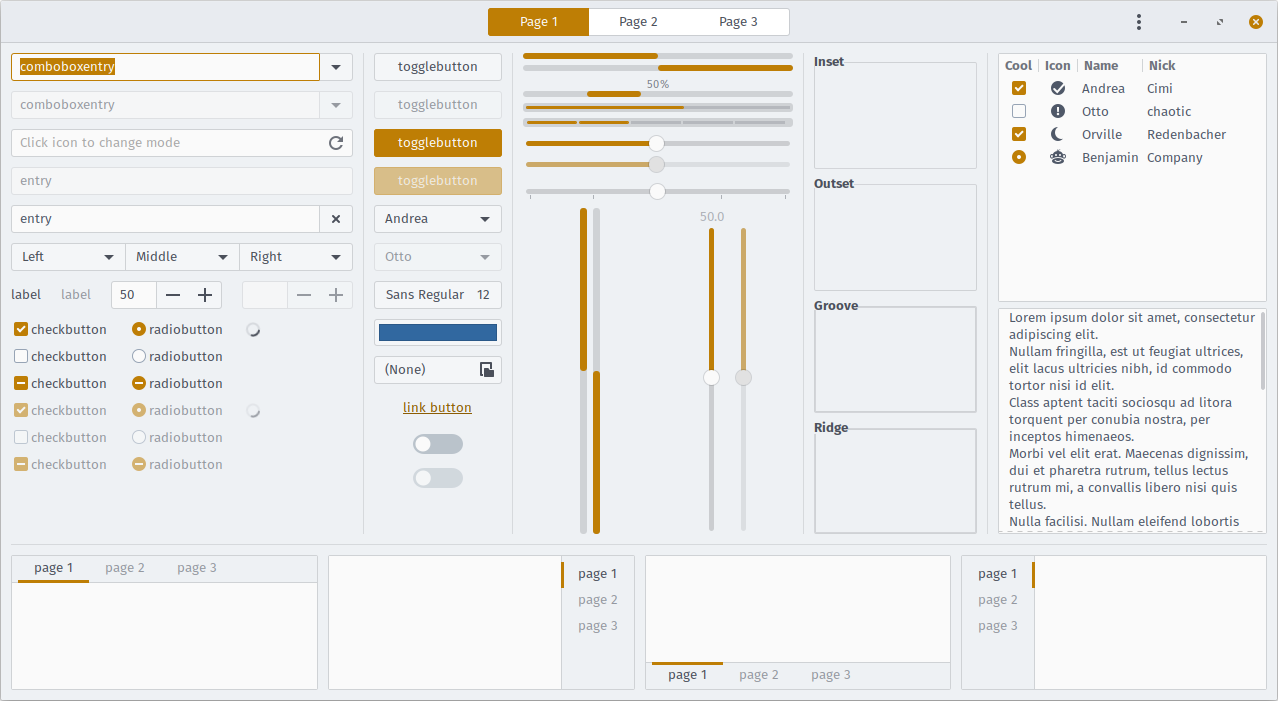 Page 1
Page 2
Page 3
comboboxentry
comboboxentry
Click icon to change mode
entry
entry
Left
Middle
Right
label
label
50
checkbutton
radiobutton
checkbutton
radiobutton
checkbutton
radiobutton
checkbutton
radiobutton
checkbutton
radiobutton
checkbutton
radiobutton
togglebutton
togglebutton
togglebutton
togglebutton
Andrea
Otto
Sans Regular 12
(None)
link button
50%
50.0
Inset
Outset
Groove
Ridge
Cool Icon Name Nick
Andrea Cimi
Otto chaotic
Orville Redenbacher
Benjamin Company
Lorem ipsum dolor sit amet, consectetur
adipiscing elit.
Nullam fringilla, est ut feugiat ultrices,
elit lacus ultricies nibh, id commodo
tortor nisi id elit.
Class aptent taciti sociosqu ad litora
torquent per conubia nostra, per
inceptos himenaeos.
Morbi vel elit erat. Maecenas dignissim,
dui et pharetra rutrum, tellus lectus
rutrum mi, a convallis libero nisi quis
tellus.
Nulla facilisi. Nullam eleifend lobortis
page 1
page 2
page 3
page 1
page 2
page 3
page 1
page 2
page 3
page 1
page 2
page 3